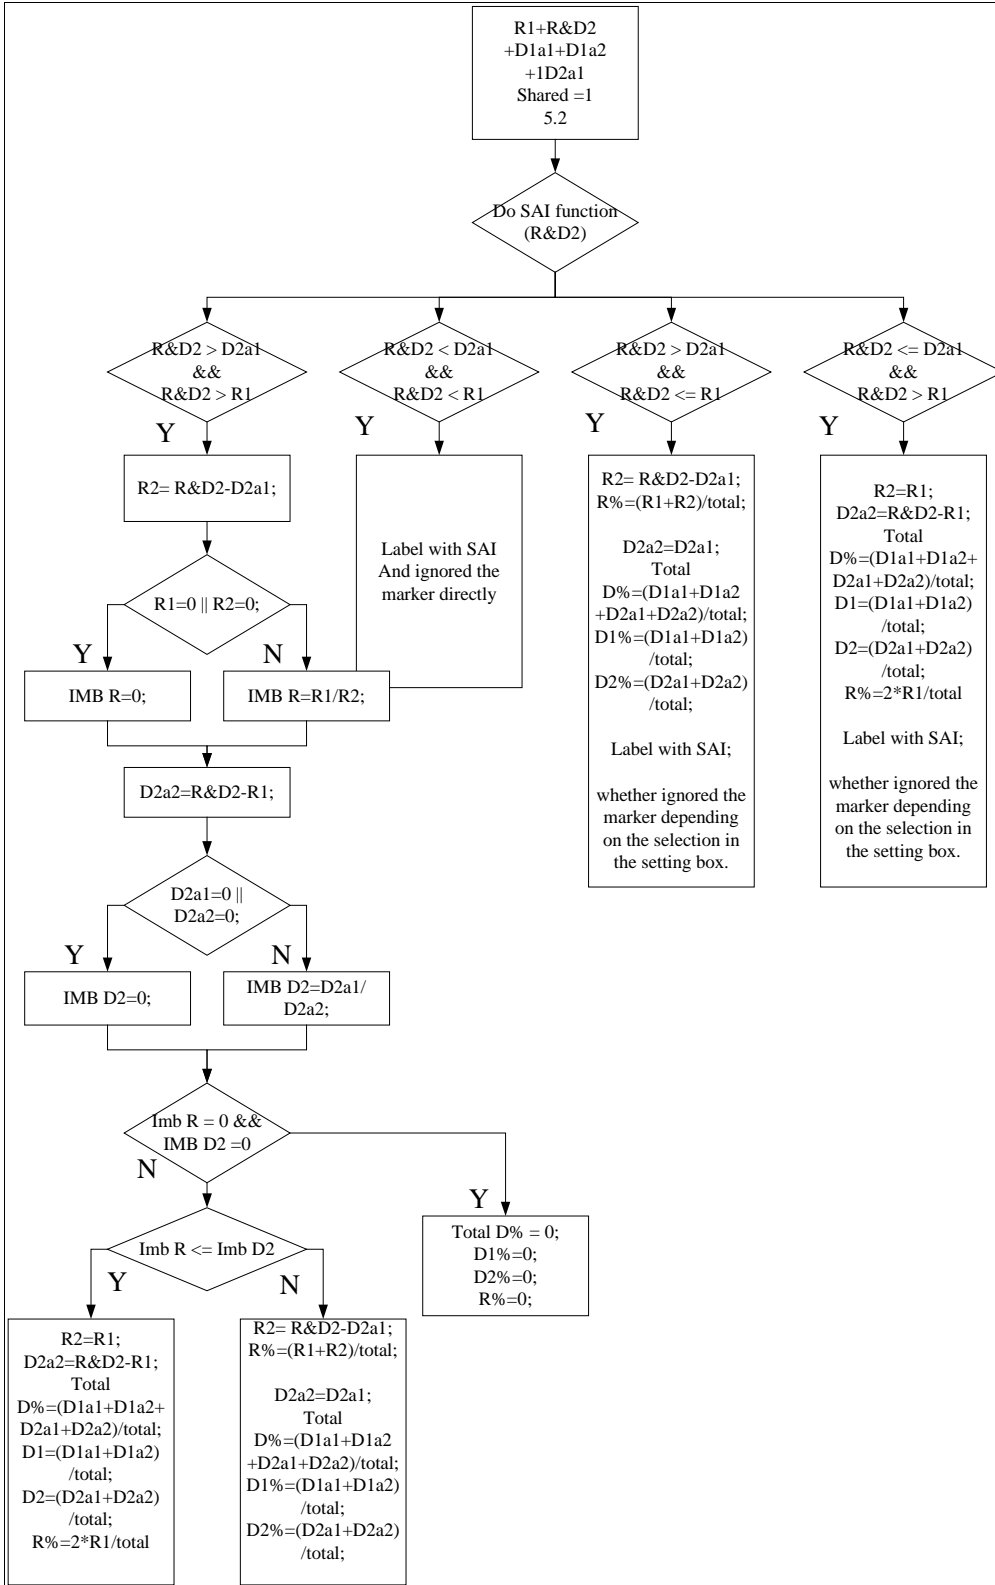 R1+R&D2
+D1a1+D1a2
+1D2a1
Shared =1
5.2
Do SAI function
(R&D2)
R&D2 > D2a1
&&
R&D2 > R1
Y
R&D2 < D2a1
&&
R&D2 < R1
Y
R&D2 > D2a1
&&
R&D2 <= R1
Y
R&D2 <= D2a1
&&
R&D2 > R1
Y
R2= R&D2-D2a1;
Label with SAI
And ignored the
marker directly
R2= R&D2-D2a1;
R%=(R1+R2)/total;
D2a2=D2a1;
Total
D%=(D1a1+D1a2
+D2a1+D2a2)/total;
D1%=(D1a1+D1a2)
/total;
D2%=(D2a1+D2a2)
/total;
Label with SAI;
whether ignored the
marker depending
on the selection in
the setting box.
R2=R1;
D2a2=R&D2-R1;
Total
D%=(D1a1+D1a2+
D2a1+D2a2)/total;
D1=(D1a1+D1a2)
/total;
D2=(D2a1+D2a2)
/total;
R%=2*R1/total
Label with SAI;
whether ignored the
marker depending
on the selection in
the setting box.
R1=0 || R2=0;
Y
N
IMB R=0;
IMB R=R1/R2;
D2a2=R&D2-R1;
D2a1=0 ||
D2a2=0;
Y
N
IMB D2=0;
IMB D2=D2a1/
D2a2;
Imb R = 0 &&
IMB D2 =0
N
Y
Total D% = 0;
D1%=0;
D2%=0;
R%=0;
Imb R <= Imb D2
Y
N
R2=R1;
D2a2=R&D2-R1;
Total
D%=(D1a1+D1a2+
D2a1+D2a2)/total;
D1=(D1a1+D1a2)
/total;
D2=(D2a1+D2a2)
/total;
R%=2*R1/total
R2= R&D2-D2a1;
R%=(R1+R2)/total;
D2a2=D2a1;
Total
D%=(D1a1+D1a2
+D2a1+D2a2)/total;
D1%=(D1a1+D1a2)
/total;
D2%=(D2a1+D2a2)
/total;